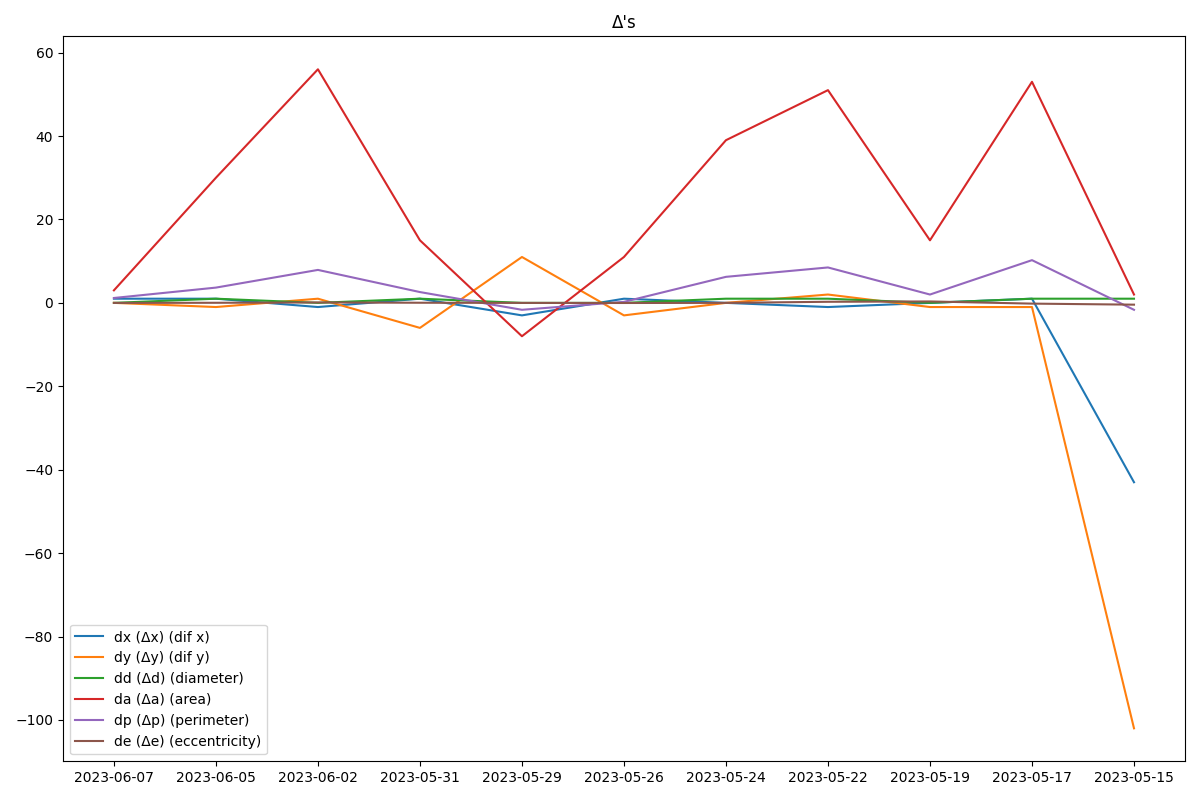 Δ's
60
40
20
0
−20
−40
−60
−80
−100
dx (Δx) (dif x)
dy (Δy) (dif y)
dd (Δd) (diameter)
da (Δa) (area)
dp (Δp) (perimeter)
de (Δe) (eccentricity)
2023-06-07 2023-06-05 2023-06-02 2023-05-31 2023-05-29 2023-05-26 2023-05-24 2023-05-22 2023-05-19 2023-05-17 2023-05-15